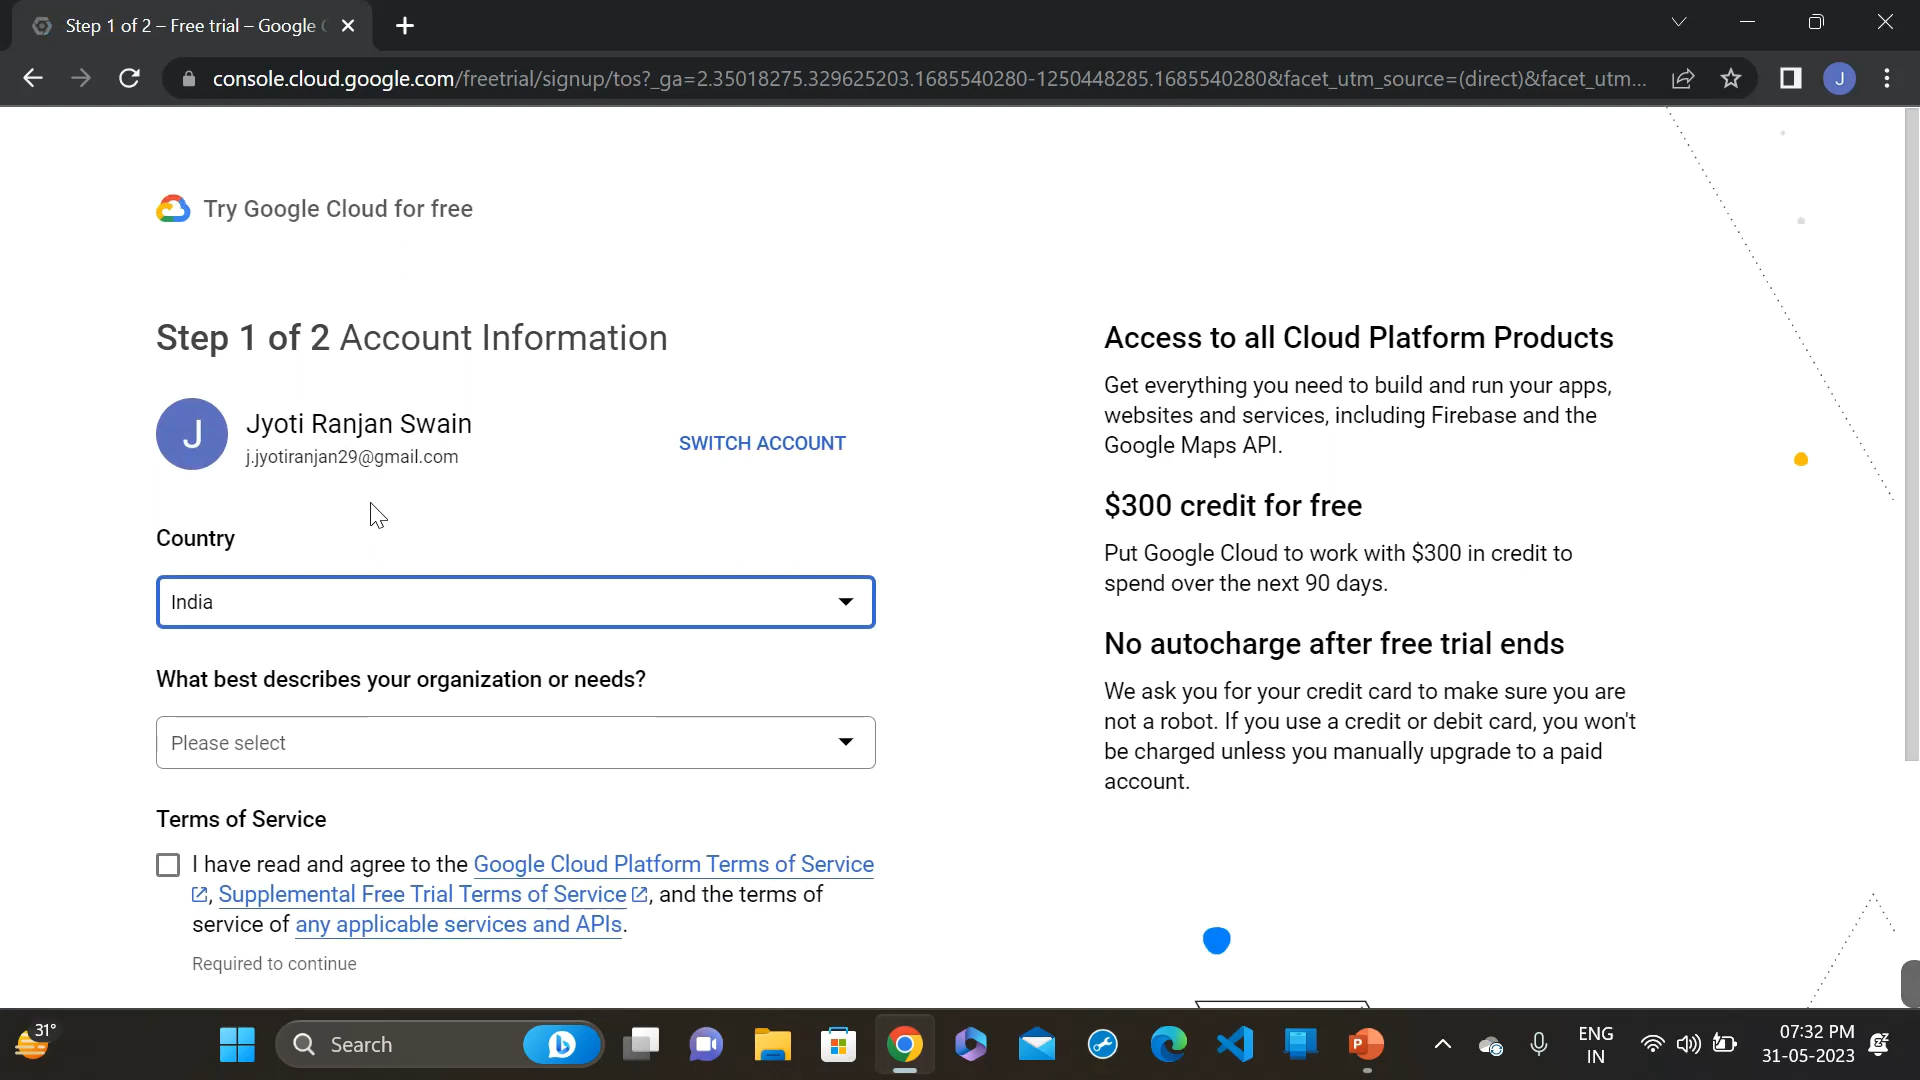 Step 1 of 2 – Free trial – Google
console.cloud.google.com/freetrial/signup/tos?_ga=2.35018275.329625203.1685540280-1250448285.1685540280&facet_utm_source=(direct)&facet_utm...
J
Try Google Cloud for free
Step 1 of 2 Account Information
J
Jyoti Ranjan Swain
j.jyotiranjan29@gmail.com
SWITCH ACCOUNT
Country
India
What best describes your organization or needs?
Please select
Terms of Service
I have read and agree to the Google Cloud Platform Terms of Service
, Supplemental Free Trial Terms of Service , and the terms of
service of any applicable services and APIs.
Required to continue
Access to all Cloud Platform Products
Get everything you need to build and run your apps,
websites and services, including Firebase and the
Google Maps API.
$300 credit for free
Put Google Cloud to work with $300 in credit to
spend over the next 90 days.
No autocharge after free trial ends
We ask you for your credit card to make sure you are
not a robot. If you use a credit or debit card, you won't
be charged unless you manually upgrade to a paid
account.
31°
Search
ENG
IN
07:32 PM
31-05-2023